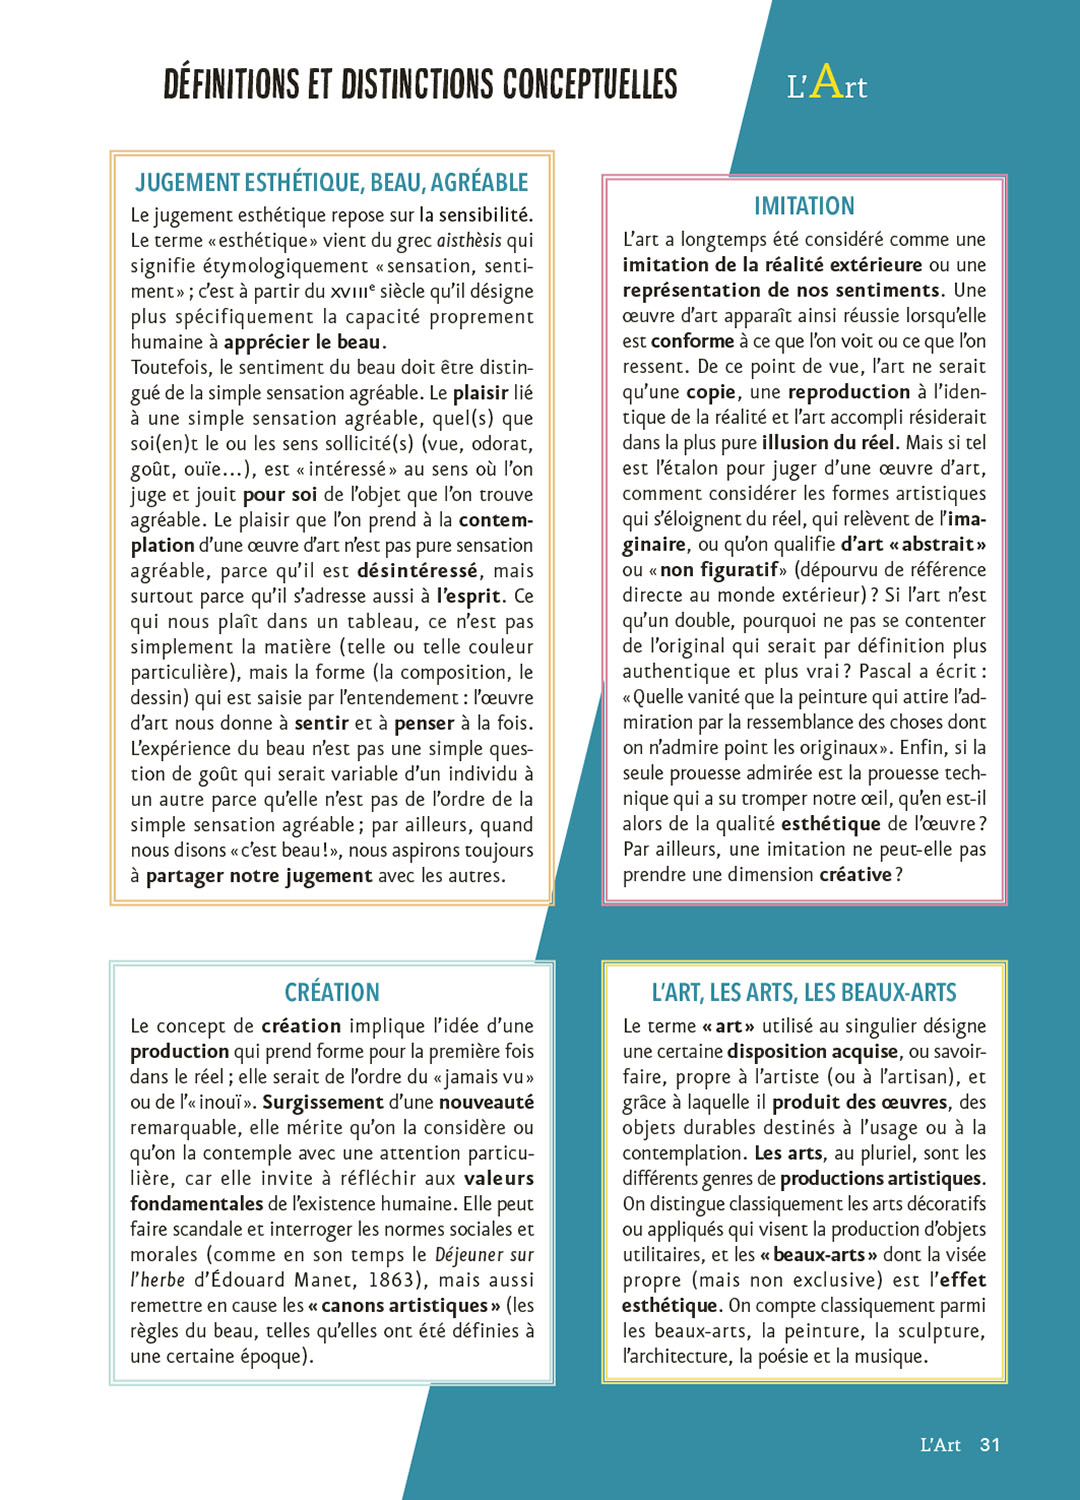 DÉFINITIONS ET DISTINCTIONS CONCEPTUELLES
L'Art
JUGEMENT ESTHÉTIQUE, BEAU, AGRÉABLE
Le jugement esthétique repose sur la sensibilité.
Le terme « esthétique » vient du grec aisthèsis qui
signifie étymologiquement « sensation, senti-
ment » ; c'est à partir du XVIIIe siècle qu'il désigne
plus spécifiquement la capacité proprement
humaine à apprécier le beau.
Toutefois, le sentiment du beau doit être distin-
gué de la simple sensation agréable. Le plaisir lié
à une simple sensation agréable, quel(s) que
soi(en)t le ou les sens sollicité(s) (vue, odorat,
goût, ouïe...), est « intéressé » au sens où l'on
juge et jouit pour soi de l'objet que l'on trouve
agréable. Le plaisir que l'on prend à la contem-
plation d'une œuvre d'art n'est pas pure sensation
agréable, parce qu'il est désintéressé, mais
surtout parce qu'il s'adresse aussi à l'esprit. Ce
qui nous plaît dans un tableau, ce n'est pas
simplement la matière (telle ou telle couleur
particulière), mais la forme (la composition, le
dessin) qui est saisie par l'entendement : l'œuvre
d'art nous donne à sentir et à penser à la fois.
L'expérience du beau n'est pas une simple ques-
tion de goût qui serait variable d'un individu à
un autre parce qu'elle n'est pas de l'ordre de la
simple sensation agréable ; par ailleurs, quand
nous disons « c'est beau ! », nous aspirons toujours
à partager notre jugement avec les autres.
IMITATION
L'art a longtemps été considéré comme une
imitation de la réalité extérieure ou une
représentation de nos sentiments. Une
œuvre d'art apparaît ainsi réussie lorsqu'elle
est conforme à ce que l'on voit ou ce que l'on
ressent. De ce point de vue, l'art ne serait
qu'une copie, une reproduction à l'iden-
tique de la réalité et l'art accompli résiderait
dans la plus pure illusion du réel. Mais si tel
est l'étalon pour juger d'une œuvre d'art,
comment considérer les formes artistiques
qui s'éloignent du réel, qui relèvent de l'ima-
ginaire, ou qu'on qualifie d'art « abstrait »
ou « non figuratif » (dépourvu de référence
directe au monde extérieur) ? Si l'art n'est
qu'un double, pourquoi ne pas se contenter
de l'original qui serait par définition plus
authentique et plus vrai ? Pascal a écrit :
« Quelle vanité que la peinture qui attire l'ad-
miration par la ressemblance des choses dont
on n'admire point les originaux ». Enfin, si la
seule prouesse admirée est la prouesse tech-
nique qui a su tromper notre œil, qu'en est-il
alors de la qualité esthétique de l'œuvre ?
Par ailleurs, une imitation ne peut-elle pas
prendre une dimension créative ?
CRÉATION
Le concept de création implique l'idée d'une
production qui prend forme pour la première fois
dans le réel ; elle serait de l'ordre du « jamais vu »
ou de l'« inouï ». Surgissement d'une nouveauté
remarquable, elle mérite qu'on la considère ou
qu'on la contemple avec une attention particu-
lière, car elle invite à réfléchir aux valeurs
fondamentales de l'existence humaine. Elle peut
faire scandale et interroger les normes sociales et
morales (comme en son temps le Déjeuner sur
l'herbe d'Édouard Manet, 1863), mais aussi
remettre en cause les « canons artistiques » (les
règles du beau, telles qu'elles ont été définies à
une certaine époque).
L'ART, LES ARTS, LES BEAUX-ARTS
Le terme « art » utilisé au singulier désigne
une certaine disposition acquise, ou savoir-
faire, propre à l'artiste (ou à l'artisan), et
grâce à laquelle il produit des œuvres, des
objets durables destinés à l'usage ou à la
contemplation. Les arts, au pluriel, sont les
différents genres de productions artistiques.
On distingue classiquement les arts décoratifs
ou appliqués qui visent la production d'objets
utilitaires, et les « beaux-arts » dont la visée
propre (mais non exclusive) est l'effet
esthétique. On compte classiquement parmi
les beaux-arts, la peinture, la sculpture,
l'architecture, la poésie et la musique.
L'Art 31